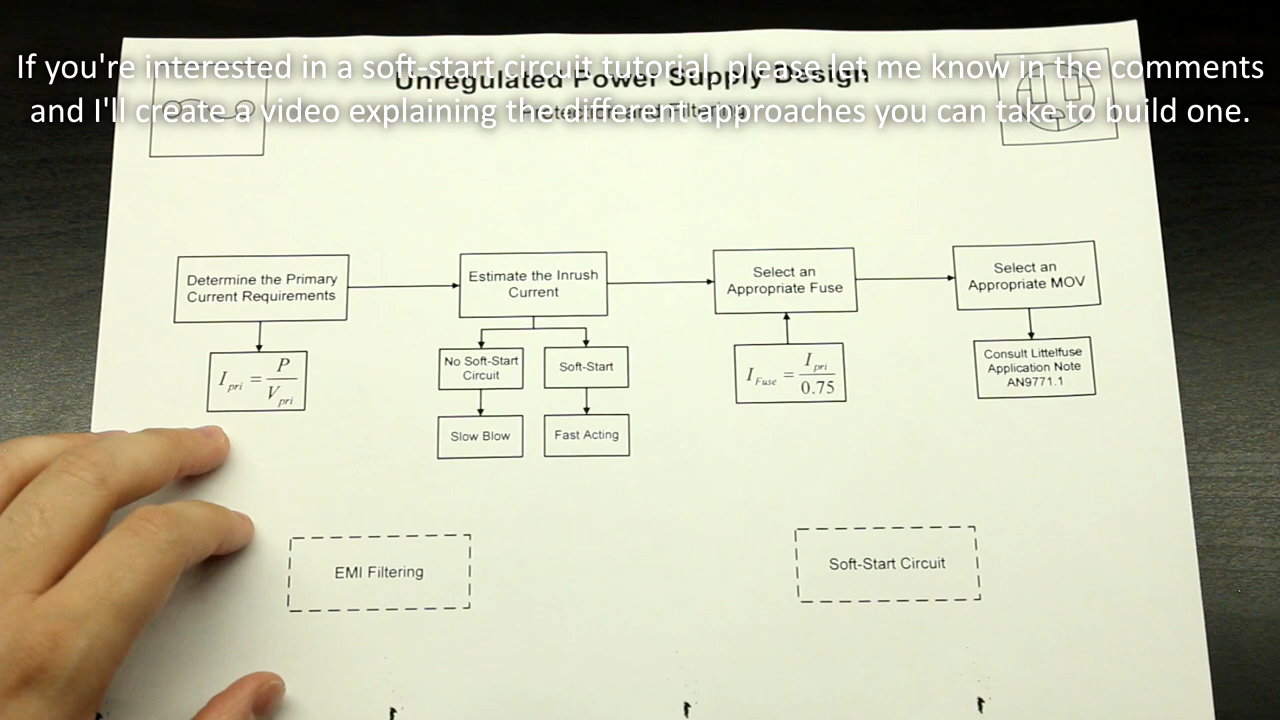 If you're interested in a soft-start circuit tutorial, please let me know in the comments
and I'll create a video explaining the different approaches you can take to build one.
Unregulated Power Supply Design
Protection and Filtering
Determine the Primary
Current Requirements
Estimate the Inrush
Current
Select an
Appropriate Fuse
Select an
Appropriate MOV
I_pri = P / V_pri
No Soft-Start
Circuit
Soft-Start
I_Fuse = I_pri / 0.75
Consult Littelfuse
Application Note
AN9771.1
Slow Blow
Fast Acting
EMI Filtering
Soft-Start Circuit